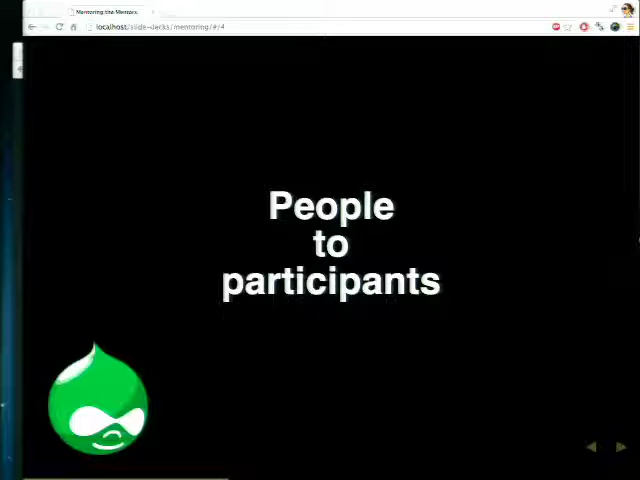 Mentoring the Mentors
localhost/slide-decks/mentoring/#/4
People
to
participants